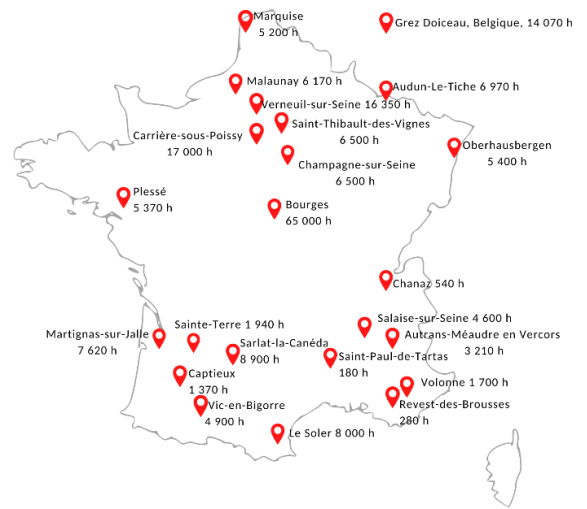 Marquise
5 200 h
Grez Doiceau, Belgique, 14 070 h
Malaunay 6 170 h
Audun-Le-Tiche 6 970 h
Verneuil-sur-Seine 16 350 h
Saint-Thibault-des-Vignes
6 500 h
Carrière-sous-Poissy
17 000 h
Oberhausbergen
5 400 h
Champagne-sur-Seine
6 500 h
Plessé
5 370 h
Bourges
65 000 h
Chanaz 540 h
Salaise-sur-Seine 4 600 h
Sainte-Terre 1 940 h
Martignas-sur-Jalle
7 620 h
Autrans-Méaudre en Vercors
3 210 h
Sarlat-la-Canéda
8 900 h
Saint-Paul-de-Tartas
180 h
Captieux
1 370 h
Volonne 1 700 h
Revest-des-Brousses
280 h
Vic-en-Bigorre
4 900 h
Le Soler 8 000 h